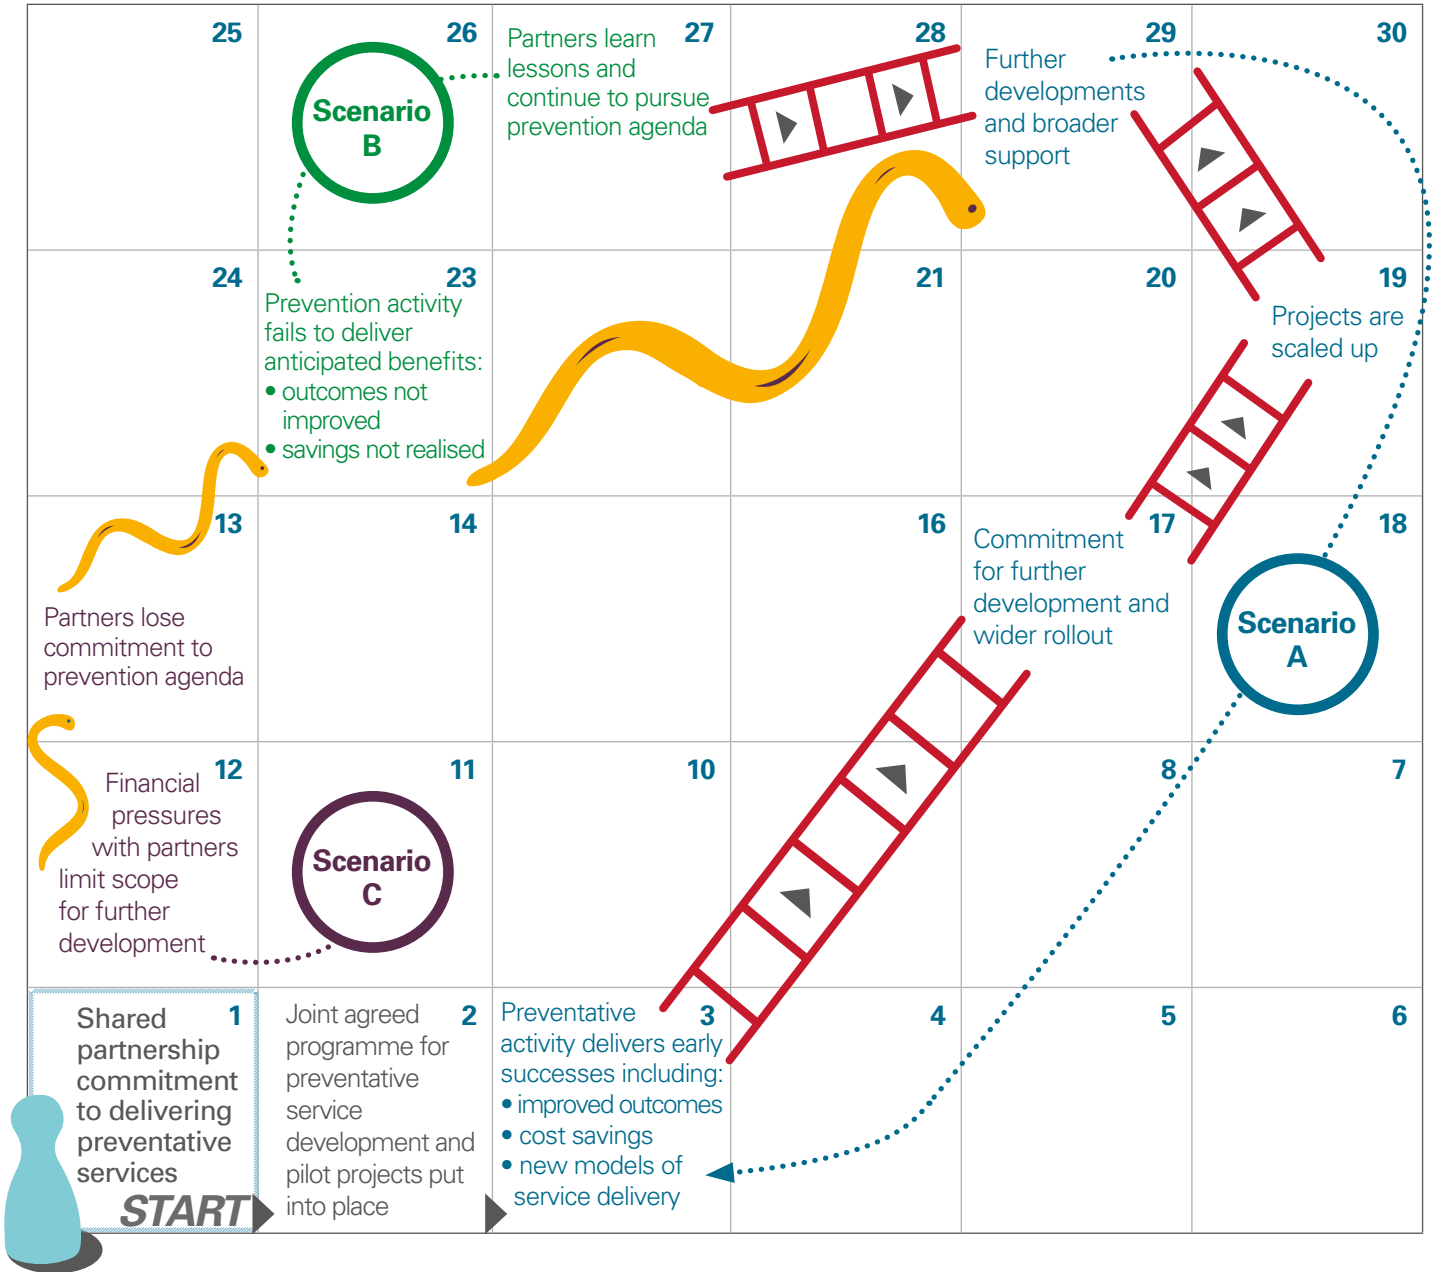 25
26
27
28
29
30
Scenario
B
Partners learn
lessons and
continue to pursue
prevention agenda
Further
developments
and broader
support
24
23
21
20
19
Prevention activity
fails to deliver
anticipated benefits:
• outcomes not
improved
• savings not realised
Projects are
scaled up
13
14
16
17
18
Partners lose
commitment to
prevention agenda
Commitment
for further
development and
wider rollout
Scenario
A
12
11
10
8
7
Financial
pressures
with partners
limit scope
for further
development
Scenario
C
1
Shared
partnership
commitment
to delivering
preventative
services
START
2
Joint agreed
programme for
preventative
service
development and
pilot projects put
into place
3
Preventative
activity delivers early
successes including:
• improved outcomes
• cost savings
• new models of
service delivery
4
5
6